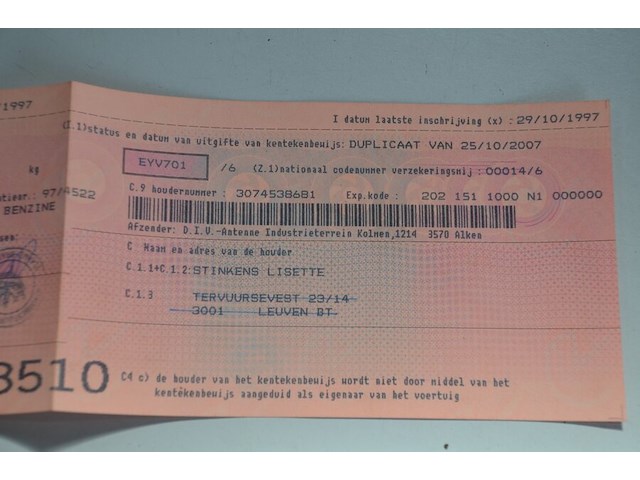 /1997
I datum laatste inschrijving (x) : 29/10/1997
(I.1)status en datum van uitgifte van kentekenbewijs: DUPLICAAT VAN 25/10/2007
EYV701 /6 (Z.1)nationaal codenummer verzekeringsmij : 00014/6
kg
C.9 houdernummer : 3074538681 Exp.kode : 202 151 1000 N1 000000
97/4522
BENZINE
Afzender: D.I.V.-Antenne Industrieterrein Kolmen,1214 3570 Alken
C Naam en adres van de houder
C.1.1+C.1.2:STINKENS LISETTE
C.1.3 TERVUURSEVEST 23/14
3001 LEUVEN BT.
8510
C4 c) de houder van het kentekenbewijs wordt niet door middel van het
kentekenbewijs aangeduid als eigenaar van het voertuig